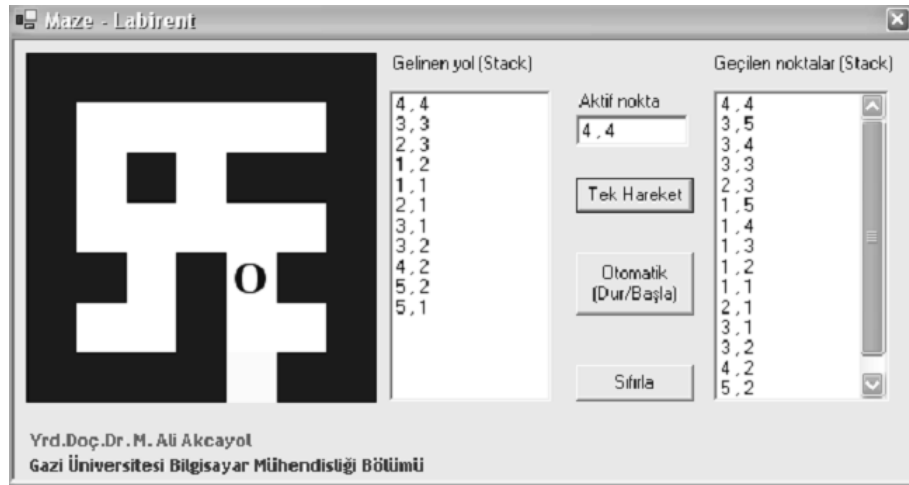 Maze - Labirent
Gelinen yol (Stack)
4 , 4
3 , 3
2 , 3
1 , 2
1 , 1
2 , 1
3 , 1
3 , 2
4 , 2
5 , 2
5 , 1
Aktif nokta
4 , 4
Tek Hareket
Otomatik
(Dur/Başla)
Sıfırla
Geçilen noktalar (Stack)
4 , 4
3 , 5
3 , 4
3 , 3
2 , 3
1 , 5
1 , 4
1 , 3
1 , 2
1 , 1
2 , 1
3 , 1
3 , 2
4 , 2
5 , 2
O
Yrd.Doç.Dr. M. Ali Akcayol
Gazi Üniversitesi Bilgisayar Mühendisliği Bölümü